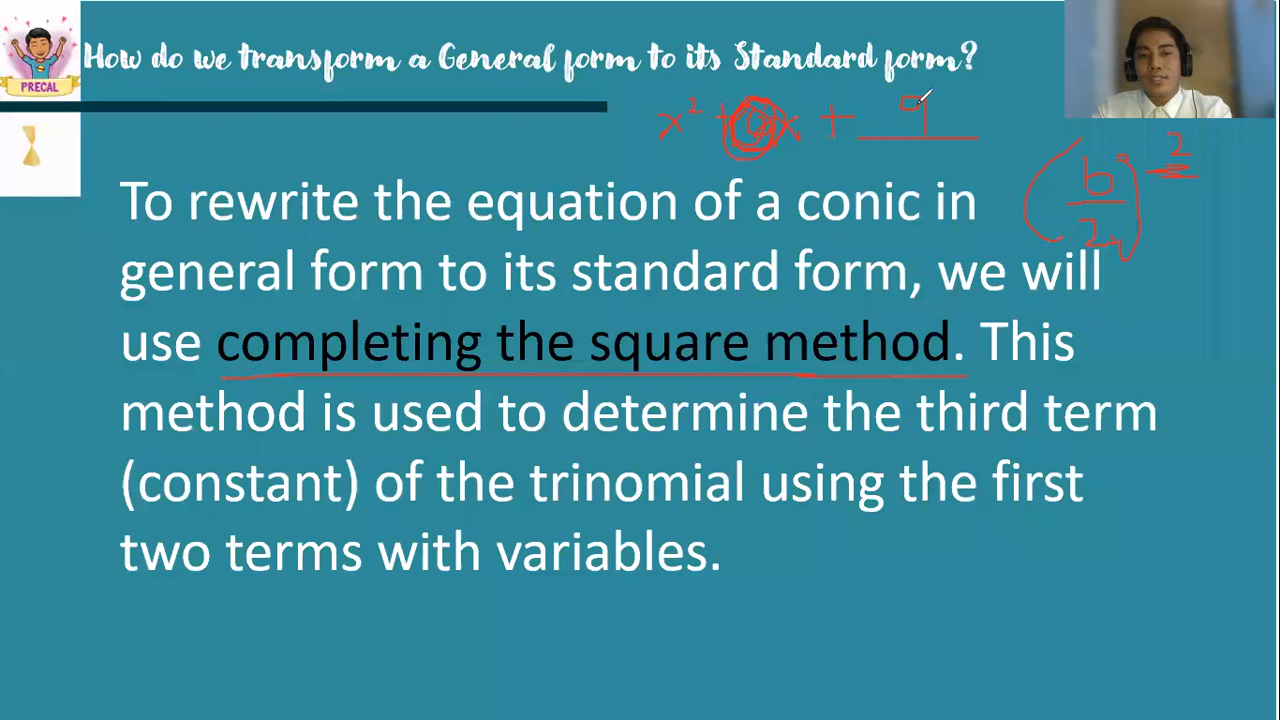 How do we transform a General form to its Standard form?
PRECAL
x² + 6x + 9
(b/2)²
To rewrite the equation of a conic in
general form to its standard form, we will
use completing the square method. This
method is used to determine the third term
(constant) of the trinomial using the first
two terms with variables.